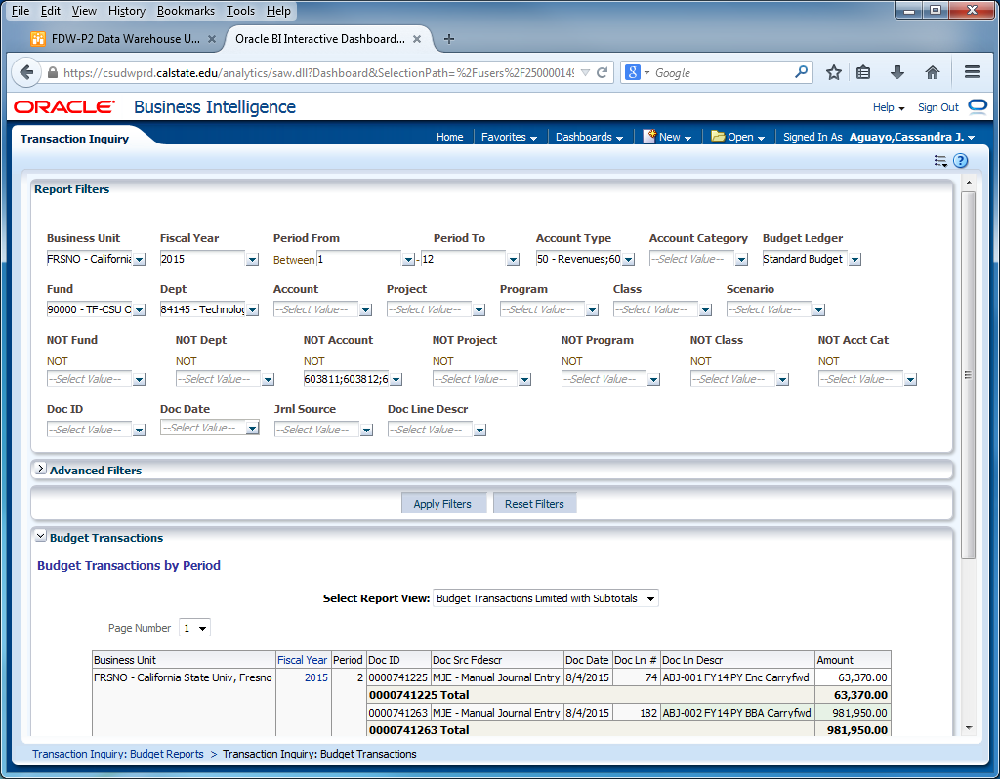 File Edit View History Bookmarks Tools Help
FDW-P2 Data Warehouse U... Oracle BI Interactive Dashboard...
https://csudwprd.calstate.edu/analytics/saw.dll?Dashboard&SelectionPath=%2Fusers%2F2500014 Google
ORACLE Business Intelligence Help Sign Out
Transaction Inquiry Home Favorites Dashboards New Open Signed In As Aguayo,Cassandra J.
Report Filters
Business Unit Fiscal Year Period From Period To Account Type Account Category Budget Ledger
FRSNO - California 2015 Between 1 - 12 50 - Revenues;60 --Select Value-- Standard Budget
Fund Dept Account Project Program Class Scenario
90000 - TF-CSU 84145 - Technolog --Select Value-- --Select Value-- --Select Value-- --Select Value-- --Select Value--
NOT Fund NOT Dept NOT Account NOT Project NOT Program NOT Class NOT Acct Cat
NOT NOT NOT NOT NOT NOT
--Select Value-- --Select Value-- 603811;603812;6 --Select Value-- --Select Value-- --Select Value-- --Select Value--
Doc ID Doc Date Jrnl Source Doc Line Descr
--Select Value-- --Select Value-- --Select Value-- --Select Value--
Advanced Filters
Apply Filters Reset Filters
Budget Transactions
Budget Transactions by Period
Select Report View: Budget Transactions Limited with Subtotals
Page Number 1
Business Unit Fiscal Year Period Doc ID Doc Src Fdescr Doc Date Doc Ln # Doc Ln Descr Amount
FRSNO - California State Univ, Fresno 2015 2 0000741225 MJE - Manual Journal Entry 8/4/2015 74 ABJ-001 FY14 PY Enc Carryfwd 63,370.00
0000741225 Total 63,370.00
0000741263 MJE - Manual Journal Entry 8/4/2015 182 ABJ-002 FY14 PY BBA Carryfwd 981,950.00
0000741263 Total 981,950.00
Transaction Inquiry: Budget Reports > Transaction Inquiry: Budget Transactions